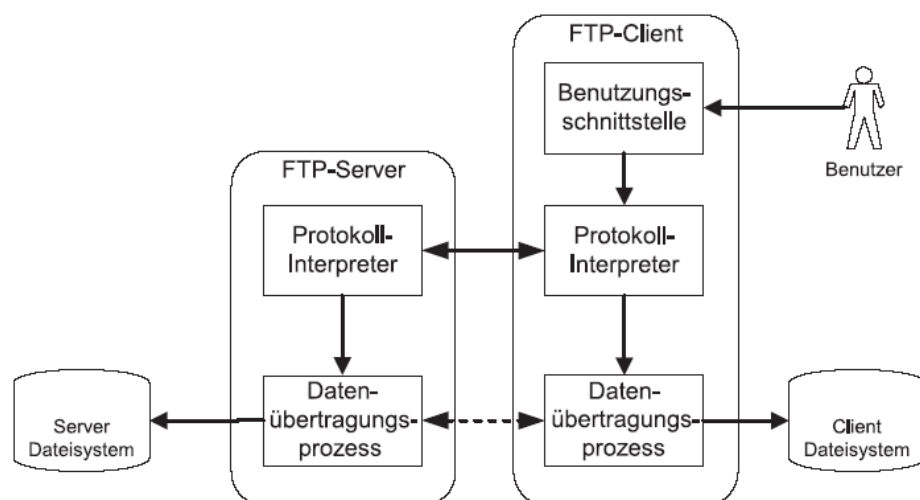 FTP-Client
Benutzungs-
schnittstelle
Benutzer
FTP-Server
Protokoll-
Interpreter
Protokoll-
Interpreter
Server
Dateisystem
Daten-
übertragungs-
prozess
Daten-
übertragungs-
prozess
Client
Dateisystem